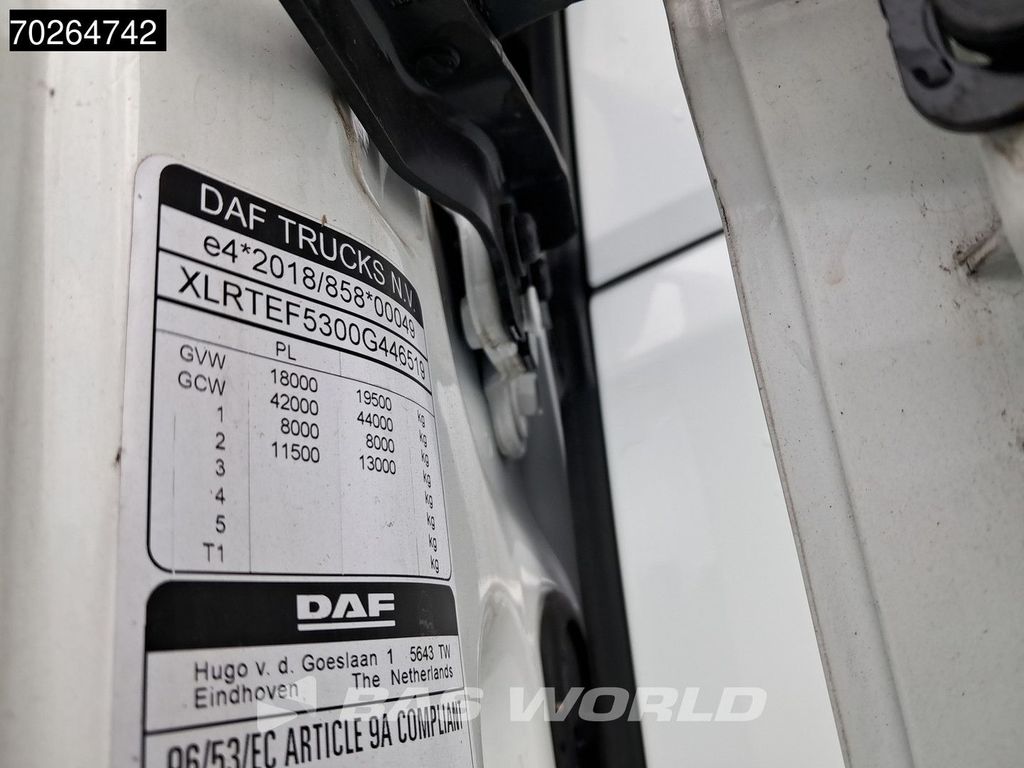 70264742
DAF TRUCKS N.V.
e4*2018/858*00049
XLRTEF5300G446519
PL
GVW 18000 19500 kg
GCW 42000 44000 kg
1 8000 8000 kg
2 11500 13000 kg
3 kg
4 kg
5 kg
T1 kg
DAF
Hugo v. d. Goeslaan 1 5643 TW
Eindhoven The Netherlands
BAS WORLD
96/53/EC ARTICLE 9A COMPLIANT